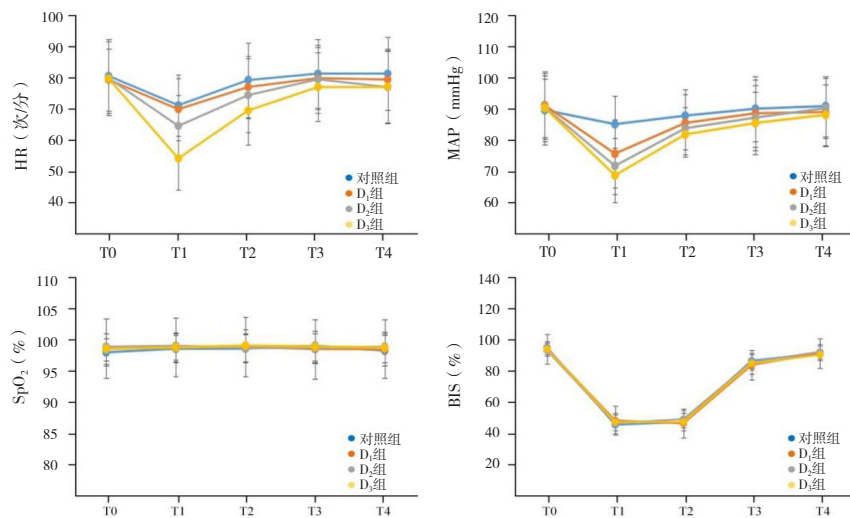 100
90
80
70
60
50
40
HR（次/分）
对照组
D₁组
D₂组
D₃组
T0 T1 T2 T3 T4
120
110
100
90
80
70
60
MAP（mmHg）
对照组
D₁组
D₂组
D₃组
T0 T1 T2 T3 T4
110
105
100
95
90
85
80
SpO₂（%）
对照组
D₁组
D₂组
D₃组
T0 T1 T2 T3 T4
140
120
100
80
60
40
20
BIS（%）
对照组
D₁组
D₂组
D₃组
T0 T1 T2 T3 T4